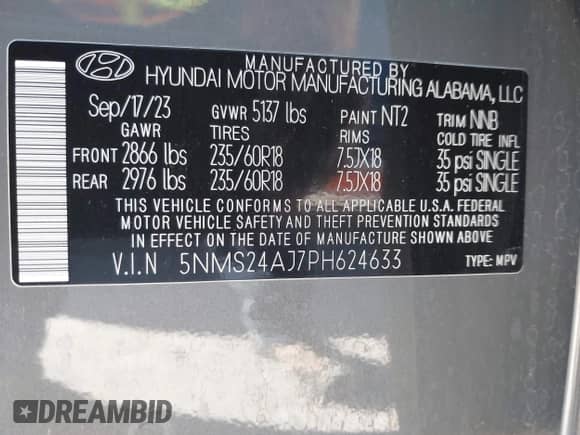 MANUFACTURED BY
HYUNDAI MOTOR MANUFACTURING ALABAMA, LLC
Sep/17/23 GVWR 5137 lbs PAINT NT2 TRIM NNB
GAWR TIRES RIMS COLD TIRE INFL
FRONT 2866 lbs 235/60R18 7.5JX18 35 psi SINGLE
REAR 2976 lbs 235/60R18 7.5JX18 35 psi SINGLE
THIS VEHICLE CONFORMS TO ALL APPLICABLE U.S.A. FEDERAL
MOTOR VEHICLE SAFETY AND THEFT PREVENTION STANDARDS
IN EFFECT ON THE DATE OF MANUFACTURE SHOWN ABOVE.
V.I.N 5NMS24AJ7PH624633 TYPE: MPV
DREAMBID